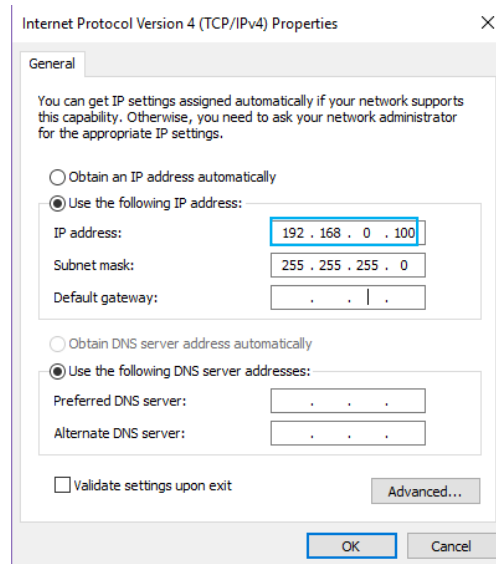 Internet Protocol Version 4 (TCP/IPv4) Properties
General
You can get IP settings assigned automatically if your network supports
this capability. Otherwise, you need to ask your network administrator
for the appropriate IP settings.
Obtain an IP address automatically
Use the following IP address:
IP address: 192 . 168 . 0 . 100
Subnet mask: 255 . 255 . 255 . 0
Default gateway: . . .
Obtain DNS server address automatically
Use the following DNS server addresses:
Preferred DNS server: . . .
Alternate DNS server: . . .
Validate settings upon exit
Advanced...
OK Cancel